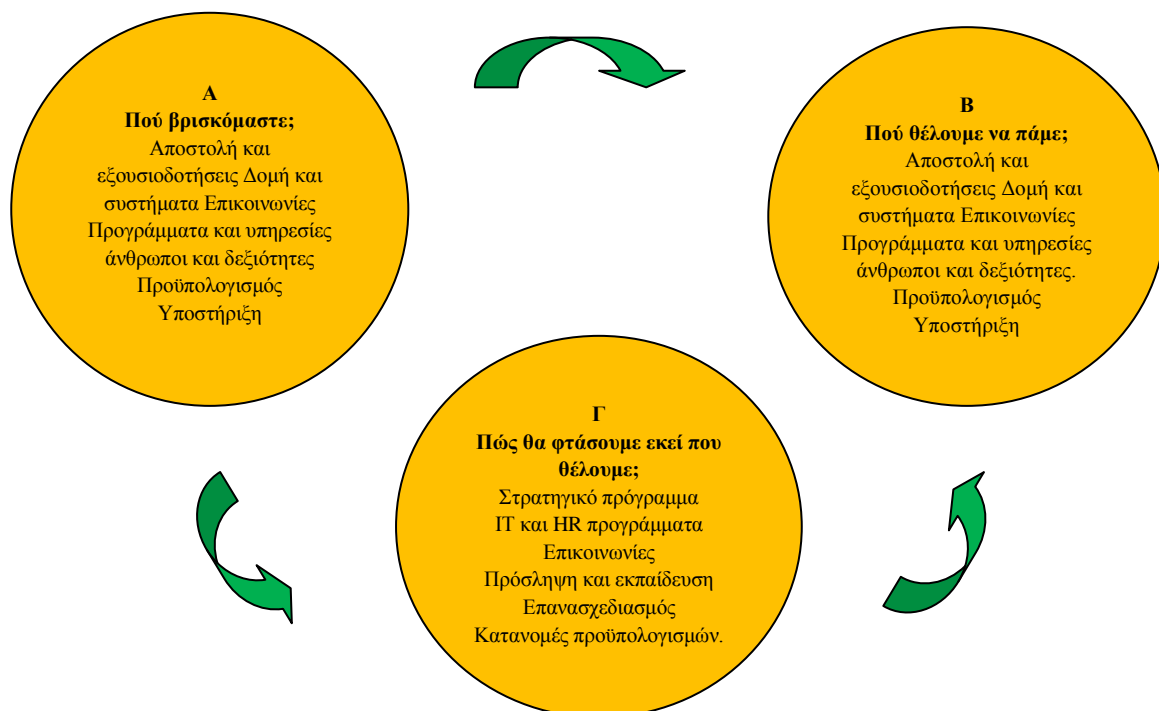 Α
Πού βρισκόμαστε;
Αποστολή και
εξουσιοδοτήσεις Δομή και
συστήματα Επικοινωνίες
Προγράμματα και υπηρεσίες
άνθρωποι και δεξιότητες
Προϋπολογισμός
Υποστήριξη
Β
Πού θέλουμε να πάμε;
Αποστολή και
εξουσιοδοτήσεις Δομή και
συστήματα Επικοινωνίες
Προγράμματα και υπηρεσίες
άνθρωποι και δεξιότητες.
Προϋπολογισμός
Υποστήριξη
Γ
Πώς θα φτάσουμε εκεί που
θέλουμε;
Στρατηγικό πρόγραμμα
IT και HR προγράμματα
Επικοινωνίες
Πρόσληψη και εκπαίδευση
Επανασχεδιασμός
Κατανομές προϋπολογισμών.